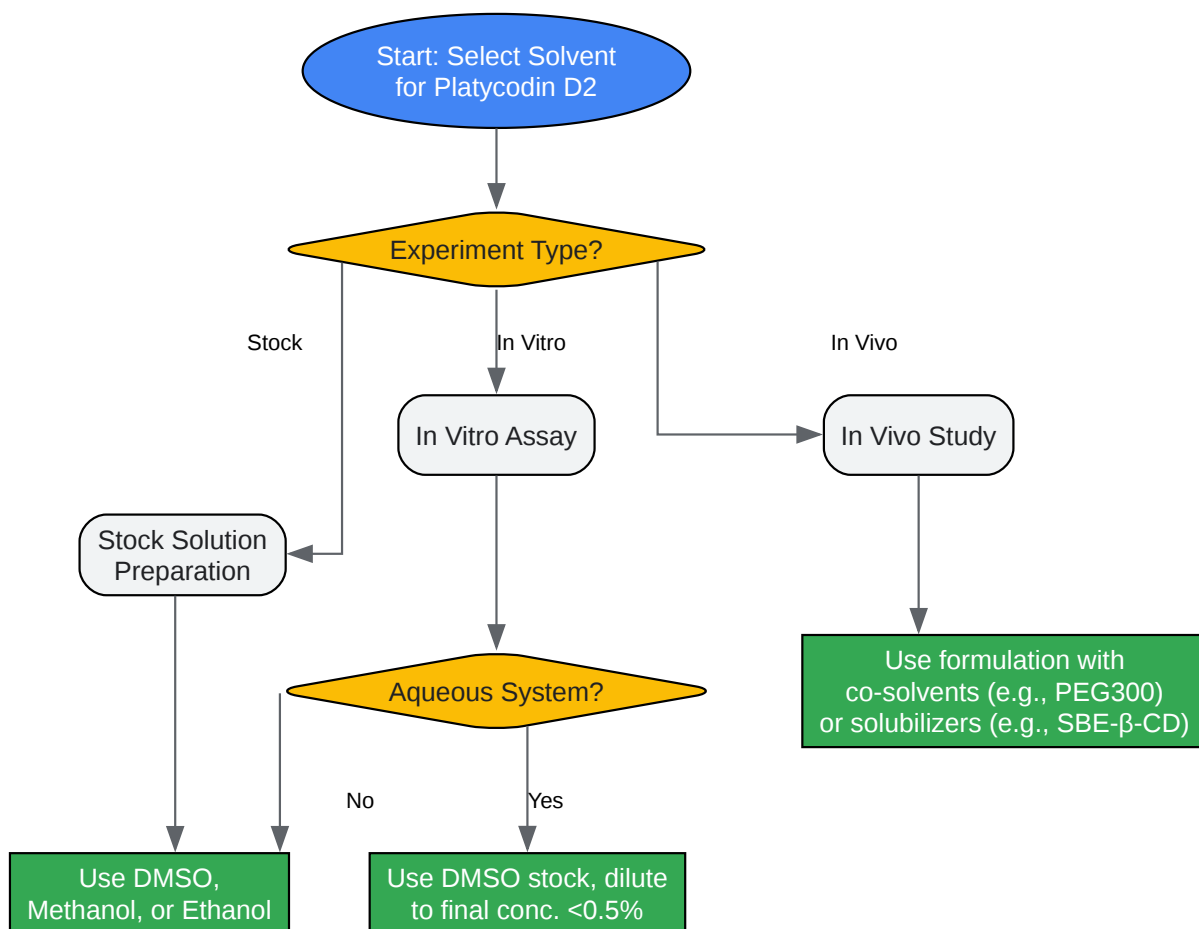 Start: Select Solvent
for Platycodin D2
Experiment Type?
Stock
In Vitro
In Vivo
In Vitro Assay
In Vivo Study
Stock Solution
Preparation
Use formulation with
co-solvents (e.g., PEG300)
or solubilizers (e.g., SBE-β-CD)
Aqueous System?
No
Yes
Use DMSO,
Methanol, or Ethanol
Use DMSO stock, dilute
to final conc. <0.5%